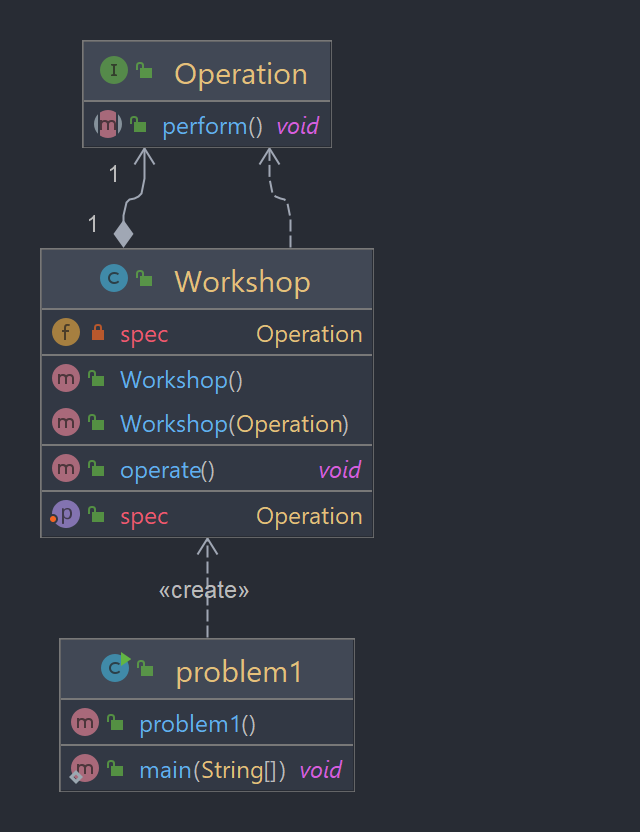 I Operation
m perform() void
1
1
C Workshop
f spec Operation
m Workshop()
m Workshop(Operation)
m operate() void
p spec Operation
«create»
C problem1
m problem1()
m main(String[]) void